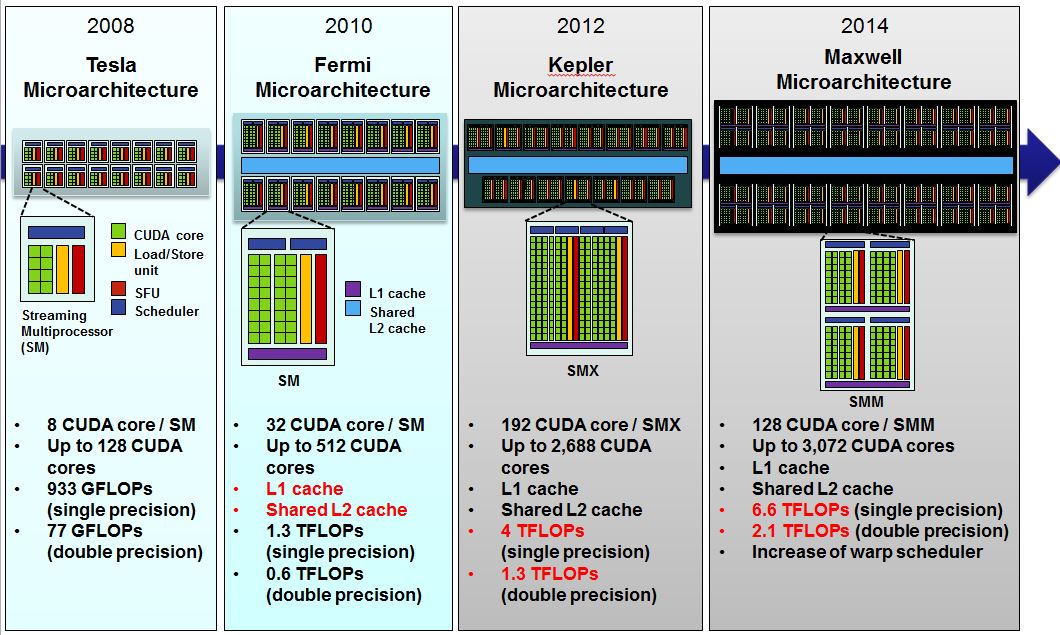 2008
Tesla
Microarchitecture
CUDA core
Load/Store
unit
SFU
Scheduler
Streaming
Multiprocessor
(SM)
• 8 CUDA core / SM
• Up to 128 CUDA
cores
• 933 GFLOPs
(single precision)
• 77 GFLOPs
(double precision)
2010
Fermi
Microarchitecture
L1 cache
Shared
L2 cache
SM
• 32 CUDA core / SM
• Up to 512 CUDA
cores
• L1 cache
• Shared L2 cache
• 1.3 TFLOPs
(single precision)
• 0.6 TFLOPs
(double precision)
2012
Kepler
Microarchitecture
SMX
• 192 CUDA core / SMX
• Up to 2,688 CUDA
cores
• L1 cache
• Shared L2 cache
• 4 TFLOPs
(single precision)
• 1.3 TFLOPs
(double precision)
2014
Maxwell
Microarchitecture
SMM
• 128 CUDA core / SMM
• Up to 3,072 CUDA cores
• L1 cache
• Shared L2 cache
• 6.6 TFLOPs (single precision)
• 2.1 TFLOPs (double precision)
• Increase of warp scheduler